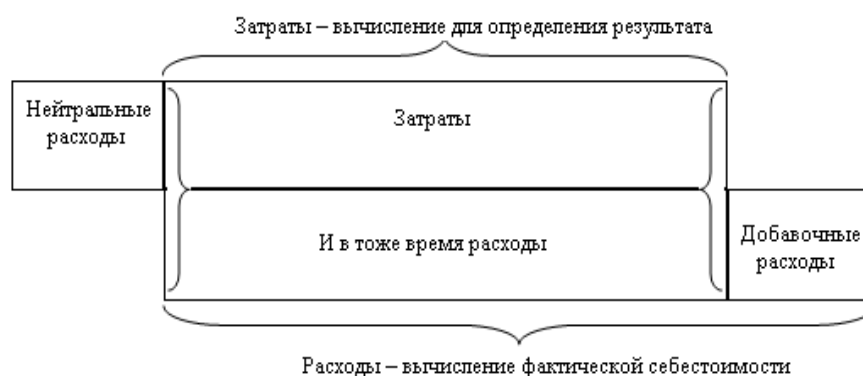 Затраты – вычисление для определения результата
Нейтральные
расходы
Затраты
И в тоже время расходы
Добавочные
расходы
Расходы – вычисление фактической себестоимости